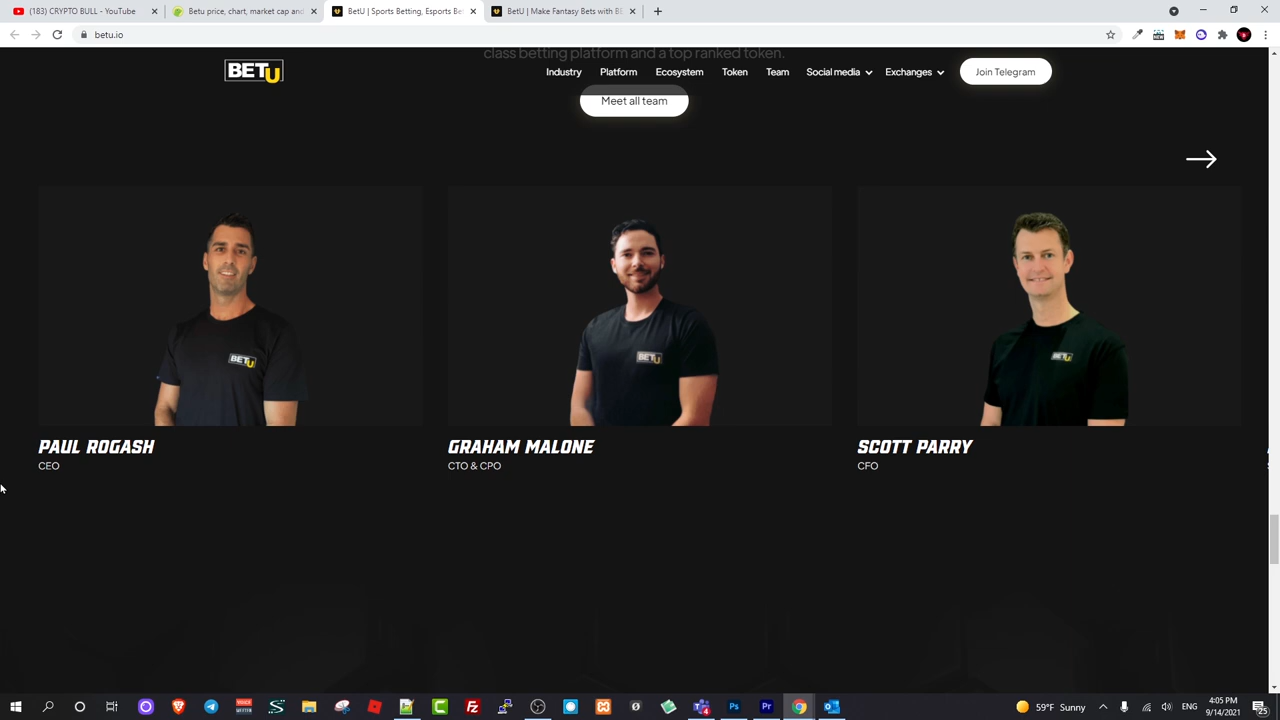 (183) CRYPTO BULL - YouTube
Betu price, chart, market cap and
BetU | Sports Betting, Esports Be
BetU | Make Fantasy Bets with BE
betu.io
class betting platform and a top ranked token.
BETU
Industry
Platform
Ecosystem
Token
Team
Social media
Exchanges
Join Telegram
Meet all team
BETU
BETU
BETU
PAUL ROGASH
GRAHAM MALONE
SCOTT PARRY
CEO
CTO & CPO
CFO
59°F Sunny
ENG
4:05 PM
9/14/2021
25